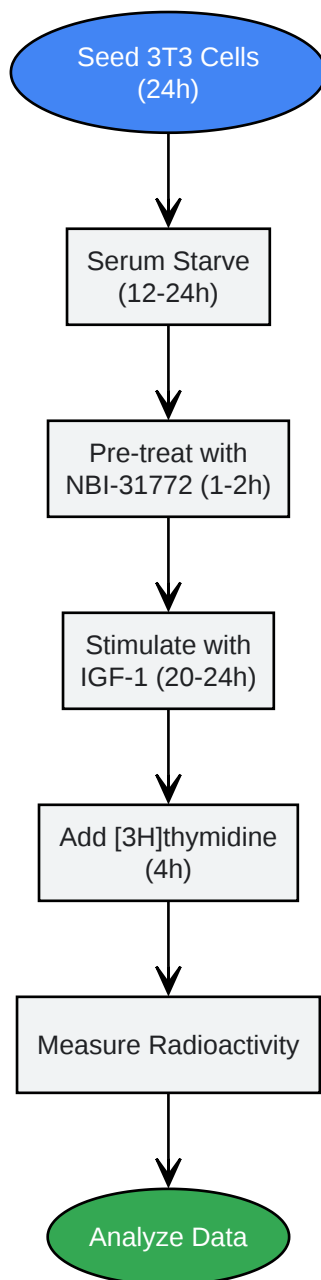 Seed 3T3 Cells
(24h)
Serum Starve
(12-24h)
Pre-treat with
NBI-31772 (1-2h)
Stimulate with
IGF-1 (20-24h)
Add [3H]thymidine
(4h)
Measure Radioactivity
Analyze Data